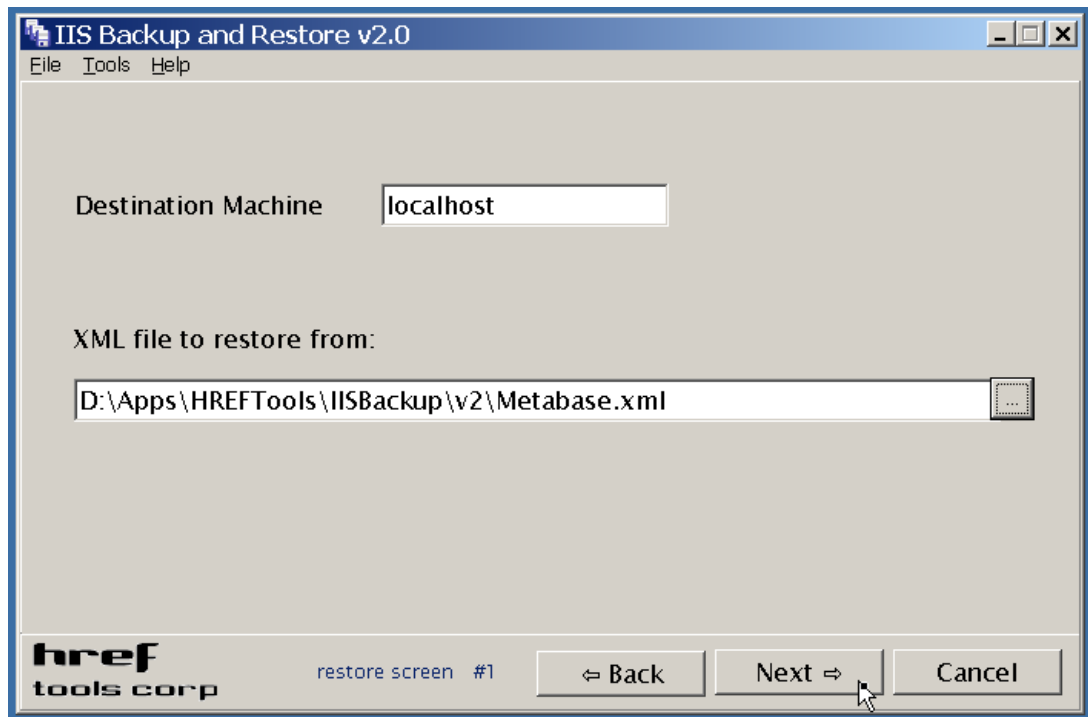 IIS Backup and Restore v2.0
File Tools Help
Destination Machine localhost
XML file to restore from:
D:\Apps\HREFTools\IISBackup\v2\Metabase.xml ...
href
tools corp
restore screen #1 ⇦ Back Next ⇨ Cancel